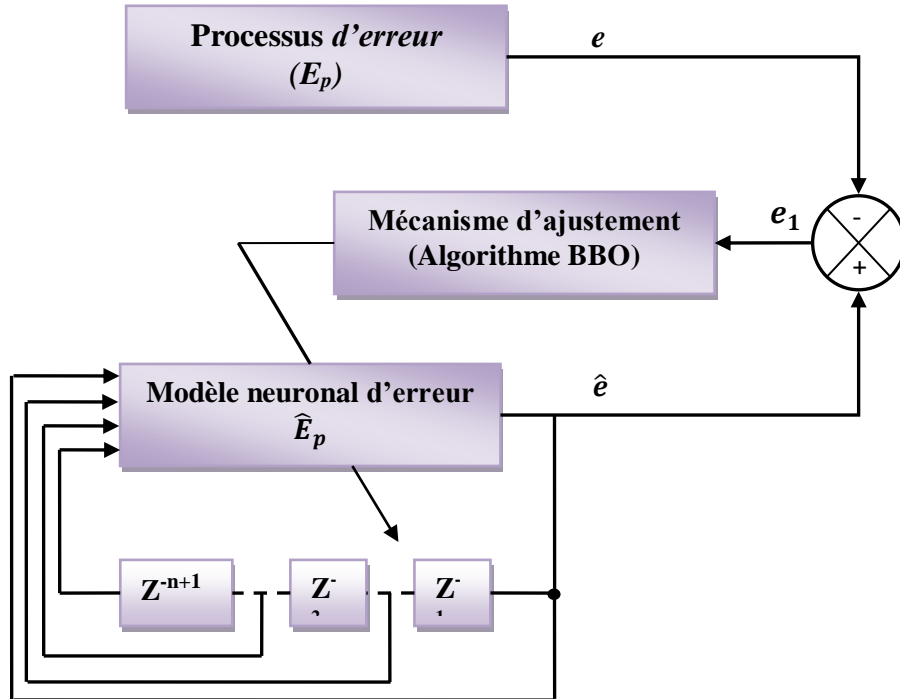 Processus d'erreur
(Eₚ)
e
Mécanisme d'ajustement
(Algorithme BBO)
e₁
-
+
Modèle neuronal d'erreur
Êₚ
ê
Z⁻ⁿ⁺¹
Z⁻
Z⁻